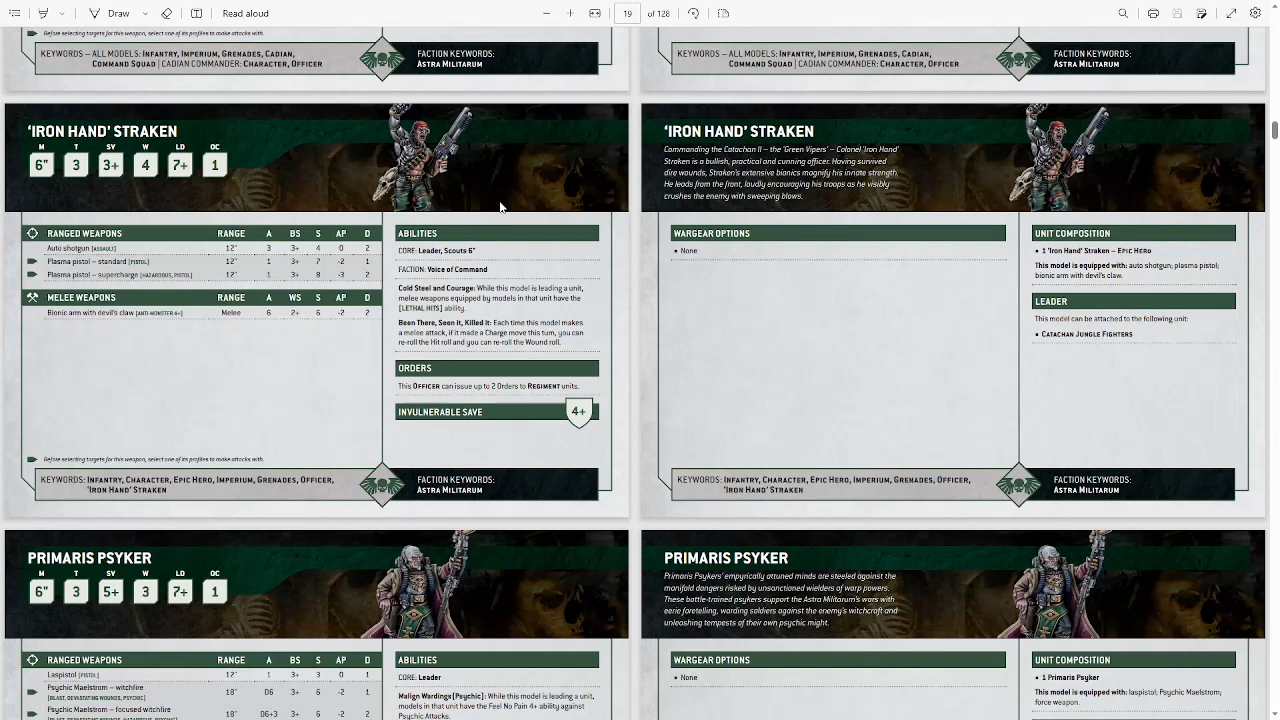 Draw
Read aloud
19 of 128
Before selecting targets for this weapon, select one of its profiles to make attacks with.
KEYWORDS – ALL MODELS: INFANTRY, IMPERIUM, GRENADES, CADIAN,
COMMAND SQUAD | CADIAN COMMANDER: CHARACTER, OFFICER
FACTION KEYWORDS:
ASTRA MILITARUM
KEYWORDS – ALL MODELS: INFANTRY, IMPERIUM, GRENADES, CADIAN,
COMMAND SQUAD | CADIAN COMMANDER: CHARACTER, OFFICER
FACTION KEYWORDS:
ASTRA MILITARUM
'IRON HAND' STRAKEN
M T SV W LD OC
6" 3 3+ 4 7+ 1
RANGED WEAPONS RANGE A BS S AP D
Auto shotgun [ASSAULT] 12" 3 3+ 4 0 2
Plasma pistol – standard [PISTOL] 12" 1 3+ 7 -2 1
Plasma pistol – supercharge [HAZARDOUS, PISTOL] 12" 1 3+ 8 -3 2
MELEE WEAPONS RANGE A WS S AP D
Bionic arm with devil's claw [ANTI-MONSTER 4+] Melee 6 2+ 6 -2 2
Before selecting targets for this weapon, select one of its profiles to make attacks with.
ABILITIES
CORE: Leader, Scouts 6"
FACTION: Voice of Command
Cold Steel and Courage: While this model is leading a unit,
melee weapons equipped by models in that unit have the
[LETHAL HITS] ability.
Been There, Seen it, Killed It: Each time this model makes
a melee attack, if it made a Charge move this turn, you can
re-roll the Hit roll and you can re-roll the Wound roll.
ORDERS
This OFFICER can issue up to 2 Orders to REGIMENT units.
INVULNERABLE SAVE 4+
KEYWORDS: INFANTRY, CHARACTER, EPIC HERO, IMPERIUM, GRENADES, OFFICER,
'IRON HAND' STRAKEN
FACTION KEYWORDS:
ASTRA MILITARUM
'IRON HAND' STRAKEN
Commanding the Catachan II – the 'Green Vipers' – Colonel 'Iron Hand'
Straken is a bullish, practical and cunning officer. Having survived
dire wounds, Straken's extensive bionics magnify his innate strength.
He leads from the front, loudly encouraging his troops as he visibly
crushes the enemy with sweeping blows.
WARGEAR OPTIONS
▪ None
UNIT COMPOSITION
▪ 1 'Iron Hand' Straken – EPIC HERO
This model is equipped with: auto shotgun; plasma pistol;
bionic arm with devil's claw.
LEADER
This model can be attached to the following unit:
▪ CATACHAN JUNGLE FIGHTERS
KEYWORDS: INFANTRY, CHARACTER, EPIC HERO, IMPERIUM, GRENADES, OFFICER,
'IRON HAND' STRAKEN
FACTION KEYWORDS:
ASTRA MILITARUM
PRIMARIS PSYKER
M T SV W LD OC
6" 3 5+ 3 7+ 1
RANGED WEAPONS RANGE A BS S AP D
Laspistol [PISTOL] 12" 1 3+ 3 0 1
Psychic Maelstrom – witchfire
[BLAST, DEVASTATING WOUNDS, PSYCHIC] 18" D6 3+ 6 -2 1
Psychic Maelstrom – focused witchfire
18" D6+3 3+ 6 -2 2
ABILITIES
CORE: Leader
Malign Wardings [Psychic]: While this model is leading a unit,
models in that unit have the Feel No Pain 4+ ability against
Psychic Attacks.
PRIMARIS PSYKER
Primaris Psykers' empyrically attuned minds are steeled against the
manifold dangers risked by unsanctioned wielders of warp powers.
These battle-trained psykers support the Astra Militarum's wars with
eerie foretelling, warding soldiers against the enemy's witchcraft and
unleashing tempests of their own psychic might.
WARGEAR OPTIONS
▪ None
UNIT COMPOSITION
▪ 1 Primaris Psyker
This model is equipped with: laspistol; Psychic Maelstrom;
force weapon.